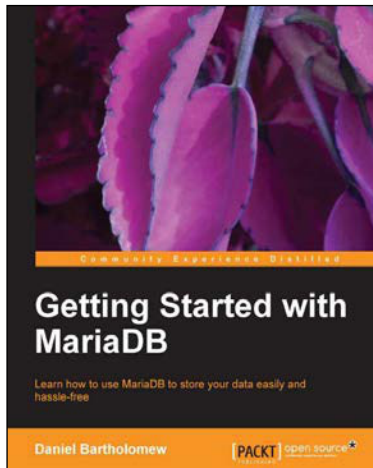 Community Experience Distilled
Getting Started with
MariaDB
Learn how to use MariaDB to store your data easily and
hassle-free
Daniel Bartholomew
[PACKT] open source*
PUBLISHING